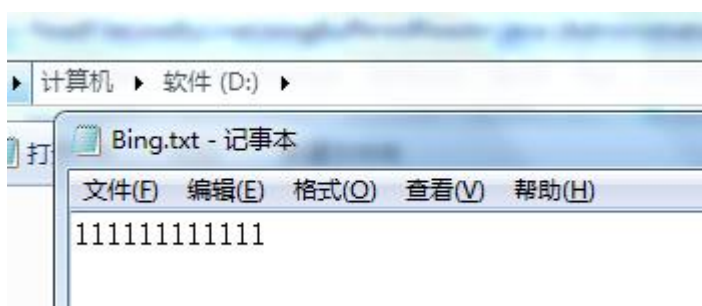 计算机 ▶ 软件 (D:) ▶
打
Bing.txt - 记事本
文件(F) 编辑(E) 格式(O) 查看(V) 帮助(H)
111111111111